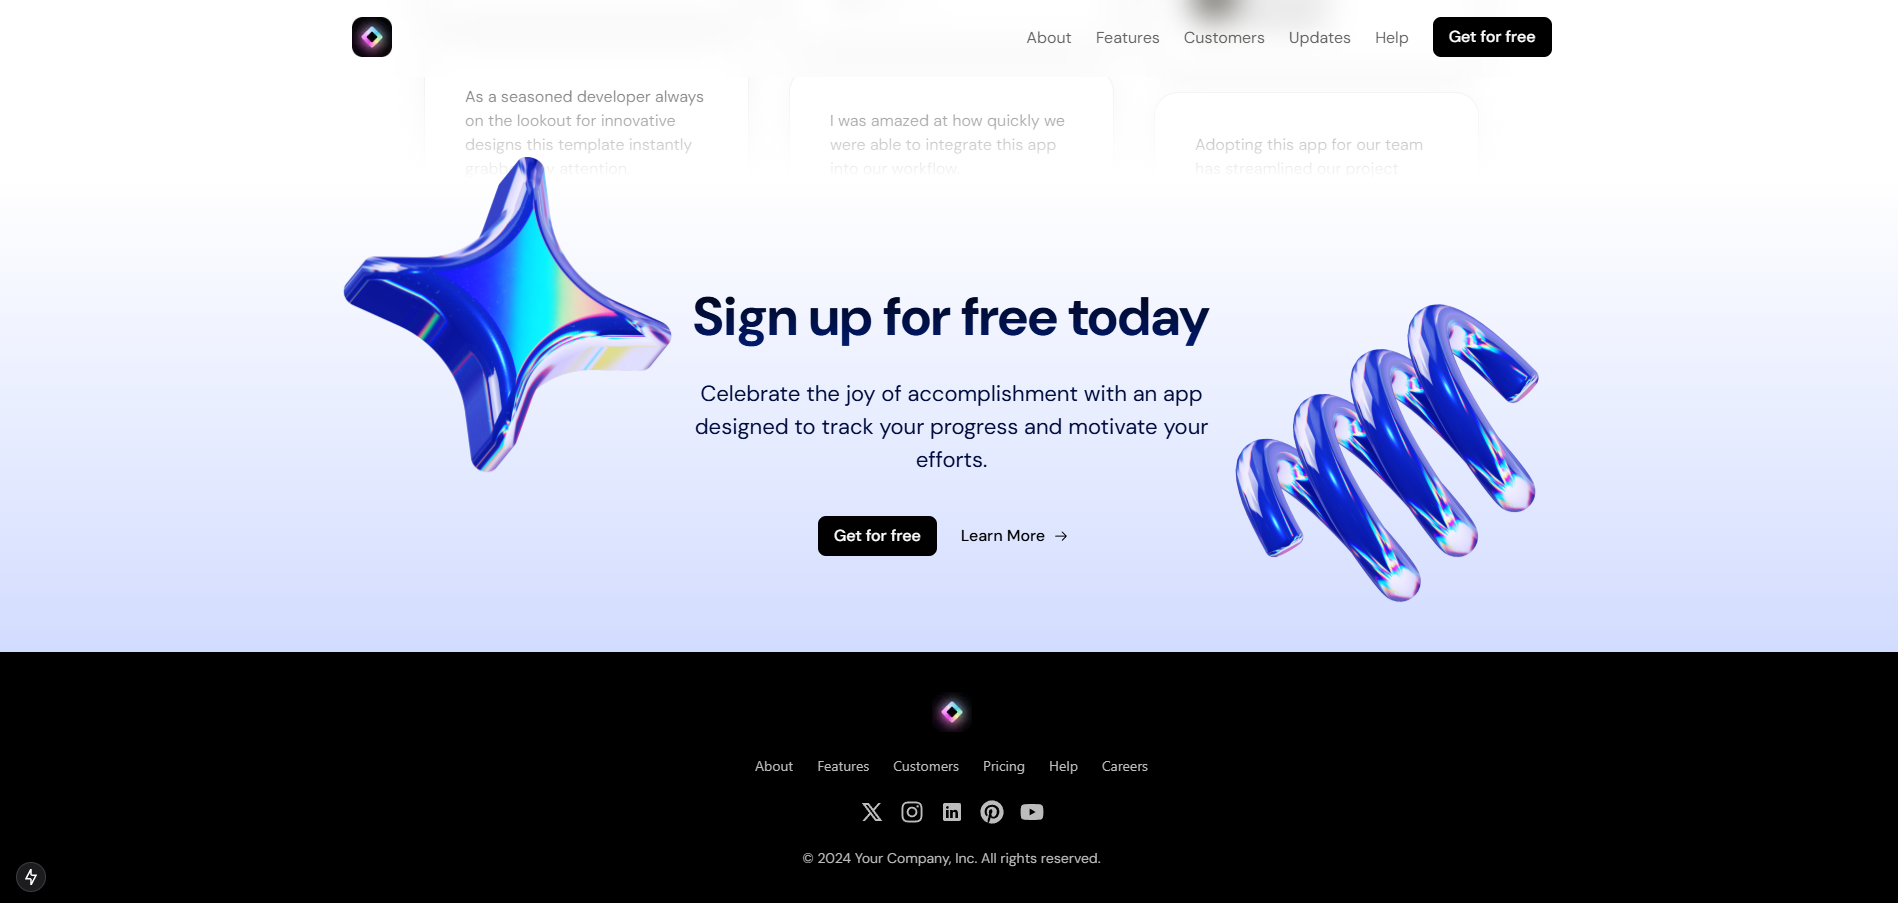 About Features Customers Updates Help Get for free
As a seasoned developer always
on the lookout for innovative
designs this template instantly
attention.
I was amazed at how quickly we
were able to integrate this app
into our workflow.
Adopting this app for our team
has streamlined our project
Sign up for free today
Celebrate the joy of accomplishment with an app
designed to track your progress and motivate your
efforts.
Get for free Learn More →
About Features Customers Pricing Help Careers
© 2024 Your Company, Inc. All rights reserved.